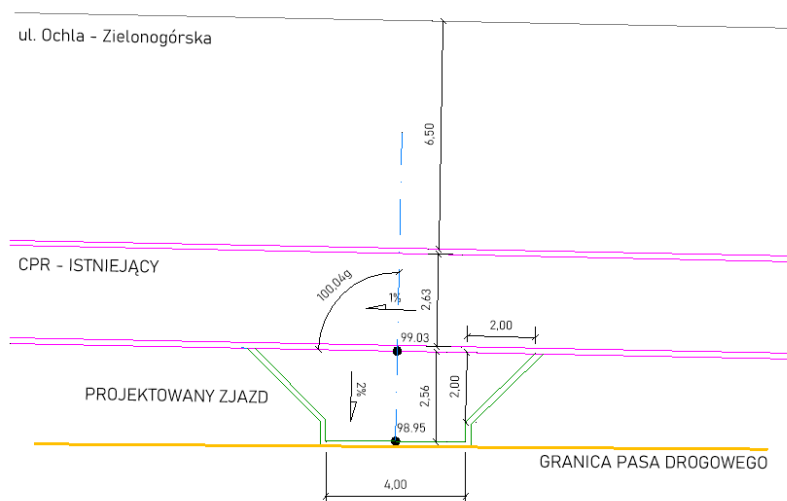 ul. Ochla - Zielonogórska
6,50
CPR - ISTNIEJĄCY
100,04g
1%
2,63
99.03
2,00
PROJEKTOWANY ZJAZD
2%
2,56
2,00
98.95
GRANICA PASA DROGOWEGO
4,00